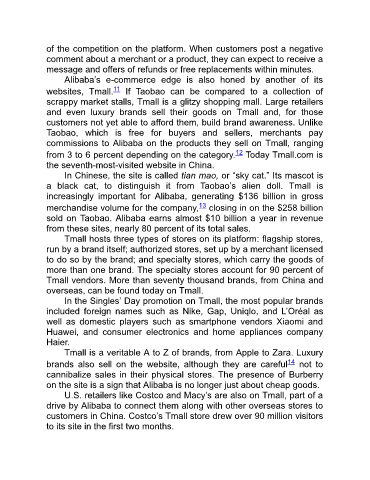 of the competition on the platform. When customers post a negative
comment about a merchant or a product, they can expect to receive a
message and offers of refunds or free replacements within minutes.
Alibaba’s e-commerce edge is also honed by another of its
websites, Tmall.11 If Taobao can be compared to a collection of
scrappy market stalls, Tmall is a glitzy shopping mall. Large retailers
and even luxury brands sell their goods on Tmall and, for those
customers not yet able to afford them, build brand awareness. Unlike
Taobao, which is free for buyers and sellers, merchants pay
commissions to Alibaba on the products they sell on Tmall, ranging
from 3 to 6 percent depending on the category.12 Today Tmall.com is
the seventh-most-visited website in China.
In Chinese, the site is called tian mao, or “sky cat.” Its mascot is
a black cat, to distinguish it from Taobao’s alien doll. Tmall is
increasingly important for Alibaba, generating $136 billion in gross
merchandise volume for the company,13 closing in on the $258 billion
sold on Taobao. Alibaba earns almost $10 billion a year in revenue
from these sites, nearly 80 percent of its total sales.
Tmall hosts three types of stores on its platform: flagship stores,
run by a brand itself; authorized stores, set up by a merchant licensed
to do so by the brand; and specialty stores, which carry the goods of
more than one brand. The specialty stores account for 90 percent of
Tmall vendors. More than seventy thousand brands, from China and
overseas, can be found today on Tmall.
In the Singles’ Day promotion on Tmall, the most popular brands
included foreign names such as Nike, Gap, Uniqlo, and L’Oréal as
well as domestic players such as smartphone vendors Xiaomi and
Huawei, and consumer electronics and home appliances company
Haier.
Tmall is a veritable A to Z of brands, from Apple to Zara. Luxury
brands also sell on the website, although they are careful14 not to
cannibalize sales in their physical stores. The presence of Burberry
on the site is a sign that Alibaba is no longer just about cheap goods.
U.S. retailers like Costco and Macy’s are also on Tmall, part of a
drive by Alibaba to connect them along with other overseas stores to
customers in China. Costco’s Tmall store drew over 90 million visitors
to its site in the first two months.